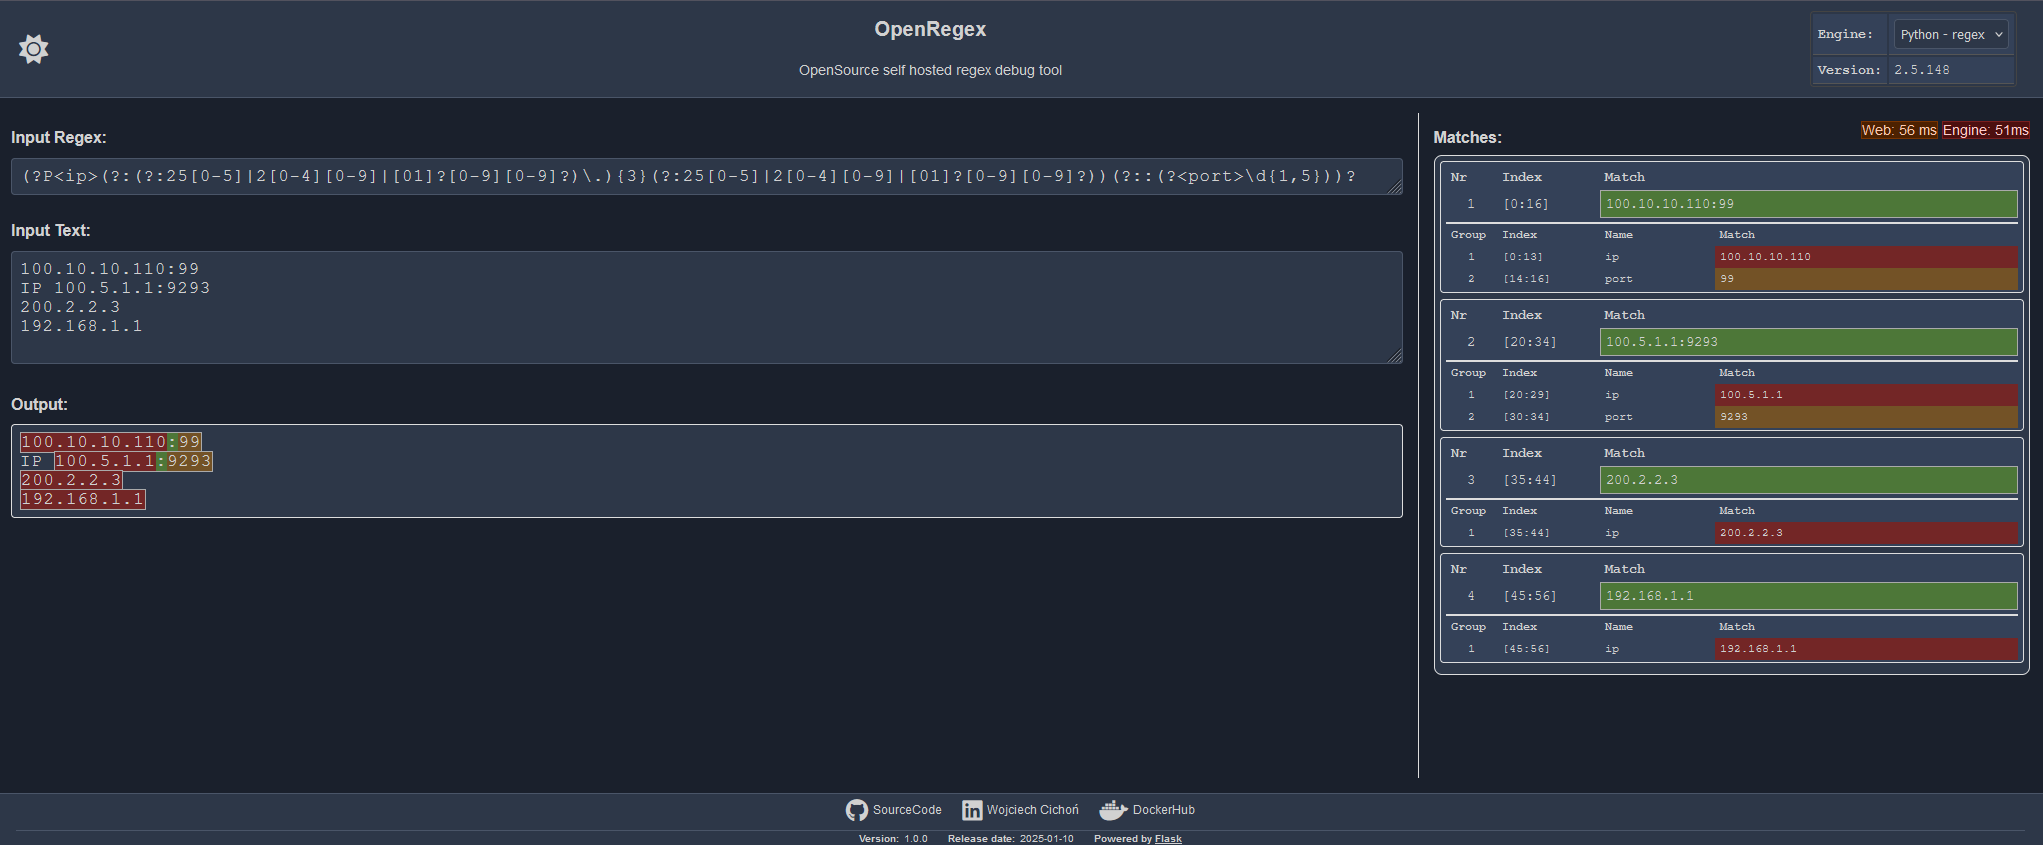 OpenRegex
OpenSource self hosted regex debug tool
Engine: Python - regex
Version: 2.5.148
Input Regex:
(?P<ip>(?:(?:25[0-5]|2[0-4][0-9]|[01]?[0-9][0-9]?)\.){3}(?:25[0-5]|2[0-4][0-9]|[01]?[0-9][0-9]?))(?::(?<port>\d{1,5}))?
Input Text:
100.10.10.110:99
IP 100.5.1.1:9293
200.2.2.3
192.168.1.1
Output:
100.10.10.110:99
IP 100.5.1.1:9293
200.2.2.3
192.168.1.1
Matches:
Web: 56 ms Engine: 51ms
Nr Index Match
1 [0:16] 100.10.10.110:99
Group Index Name Match
1 [0:13] ip 100.10.10.110
2 [14:16] port 99
Nr Index Match
2 [20:34] 100.5.1.1:9293
Group Index Name Match
1 [20:29] ip 100.5.1.1
2 [30:34] port 9293
Nr Index Match
3 [35:44] 200.2.2.3
Group Index Name Match
1 [35:44] ip 200.2.2.3
Nr Index Match
4 [45:56] 192.168.1.1
Group Index Name Match
1 [45:56] ip 192.168.1.1
SourceCode Wojciech Cichoń DockerHub
Version: 1.0.0 Release date: 2025-01-10 Powered by Flask